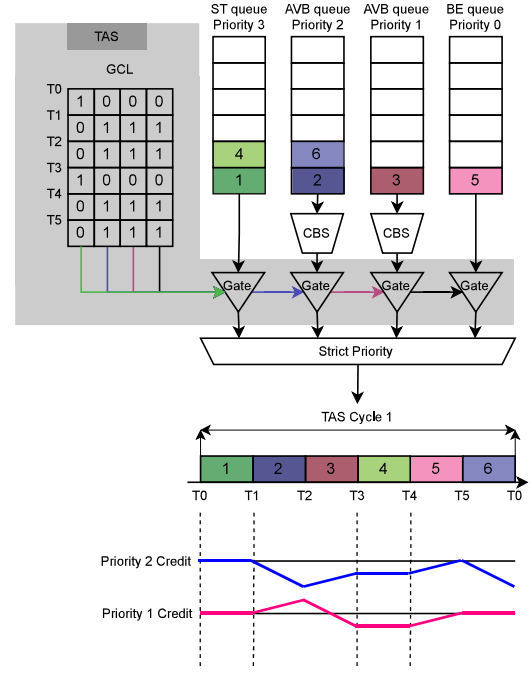 ST queue AVB queue AVB queue BE queue
Priority 3 Priority 2 Priority 1 Priority 0
TAS
GCL
T0
1 0 0 0
T1
0 1 1 1
T2
0 1 1 1
T3
1 0 0 0
T4
0 1 1 1
T5
0 1 1 1
4 6
1 2 3 5
CBS CBS
Gate Gate Gate Gate
Strict Priority
TAS Cycle 1
1 2 3 4 5 6
T0 T1 T2 T3 T4 T5 T0
Priority 2 Credit
Priority 1 Credit